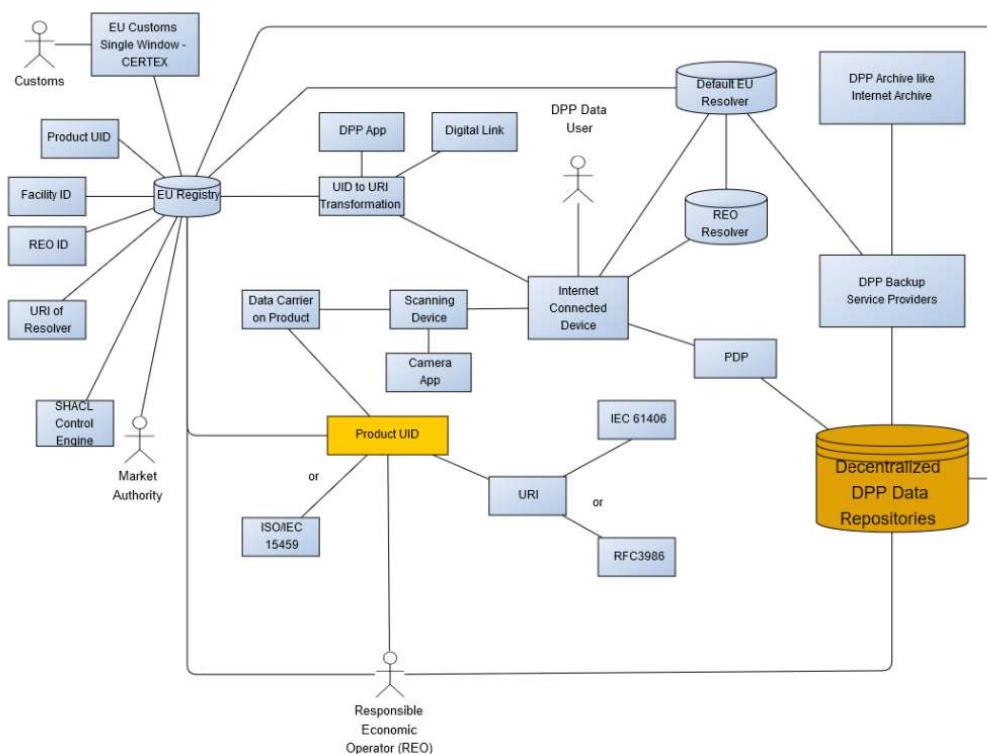 EU Customs
Single Window -
CERTEX
Customs
Default EU
Resolver
DPP Archive like
Internet Archive
DPP Data
User
Product UID
DPP App
Digital Link
Facility ID
EU Registry
UID to URI
Transformation
REO ID
REO
Resolver
URI of
Resolver
Data Carrier
on Product
Scanning
Device
Internet
Connected
Device
DPP Backup
Service Providers
Camera
App
PDP
SHACL
Control
Engine
Market
Authority
Product UID
IEC 61406
or
URI
or
Decentralized
DPP Data
Repositories
ISO/IEC
15459
RFC3986
Responsible
Economic
Operator (REO)